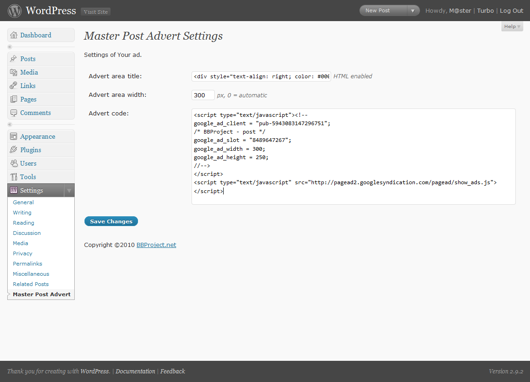 WordPress Visit Site
New Post
Howdy, M@ster | Turbo | Log Out
Help
Dashboard
Posts
Media
Links
Pages
Comments
Appearance
Plugins
Users
Tools
Settings
General
Writing
Reading
Discussion
Media
Privacy
Permalinks
Miscellaneous
Related Posts
Master Post Advert
Master Post Advert Settings
Settings of Your ad.
Advert area title: <div style="text-align: right; color: #00( HTML enabled
Advert area width: 300 px, 0 = automatic
Advert code:
<script type="text/javascript"><!--
google_ad_client = "pub-5943083147296751";
/* BBProject - post */
google_ad_slot = "8489647267";
google_ad_width = 300;
google_ad_height = 250;
//-->
</script>
<script type="text/javascript" src="http://pagead2.googlesyndication.com/pagead/show_ads.js">
</script>
Save Changes
Copyright ©2010 BBProject.net
Thank you for creating with WordPress. | Documentation | Feedback
Version 2.9.2